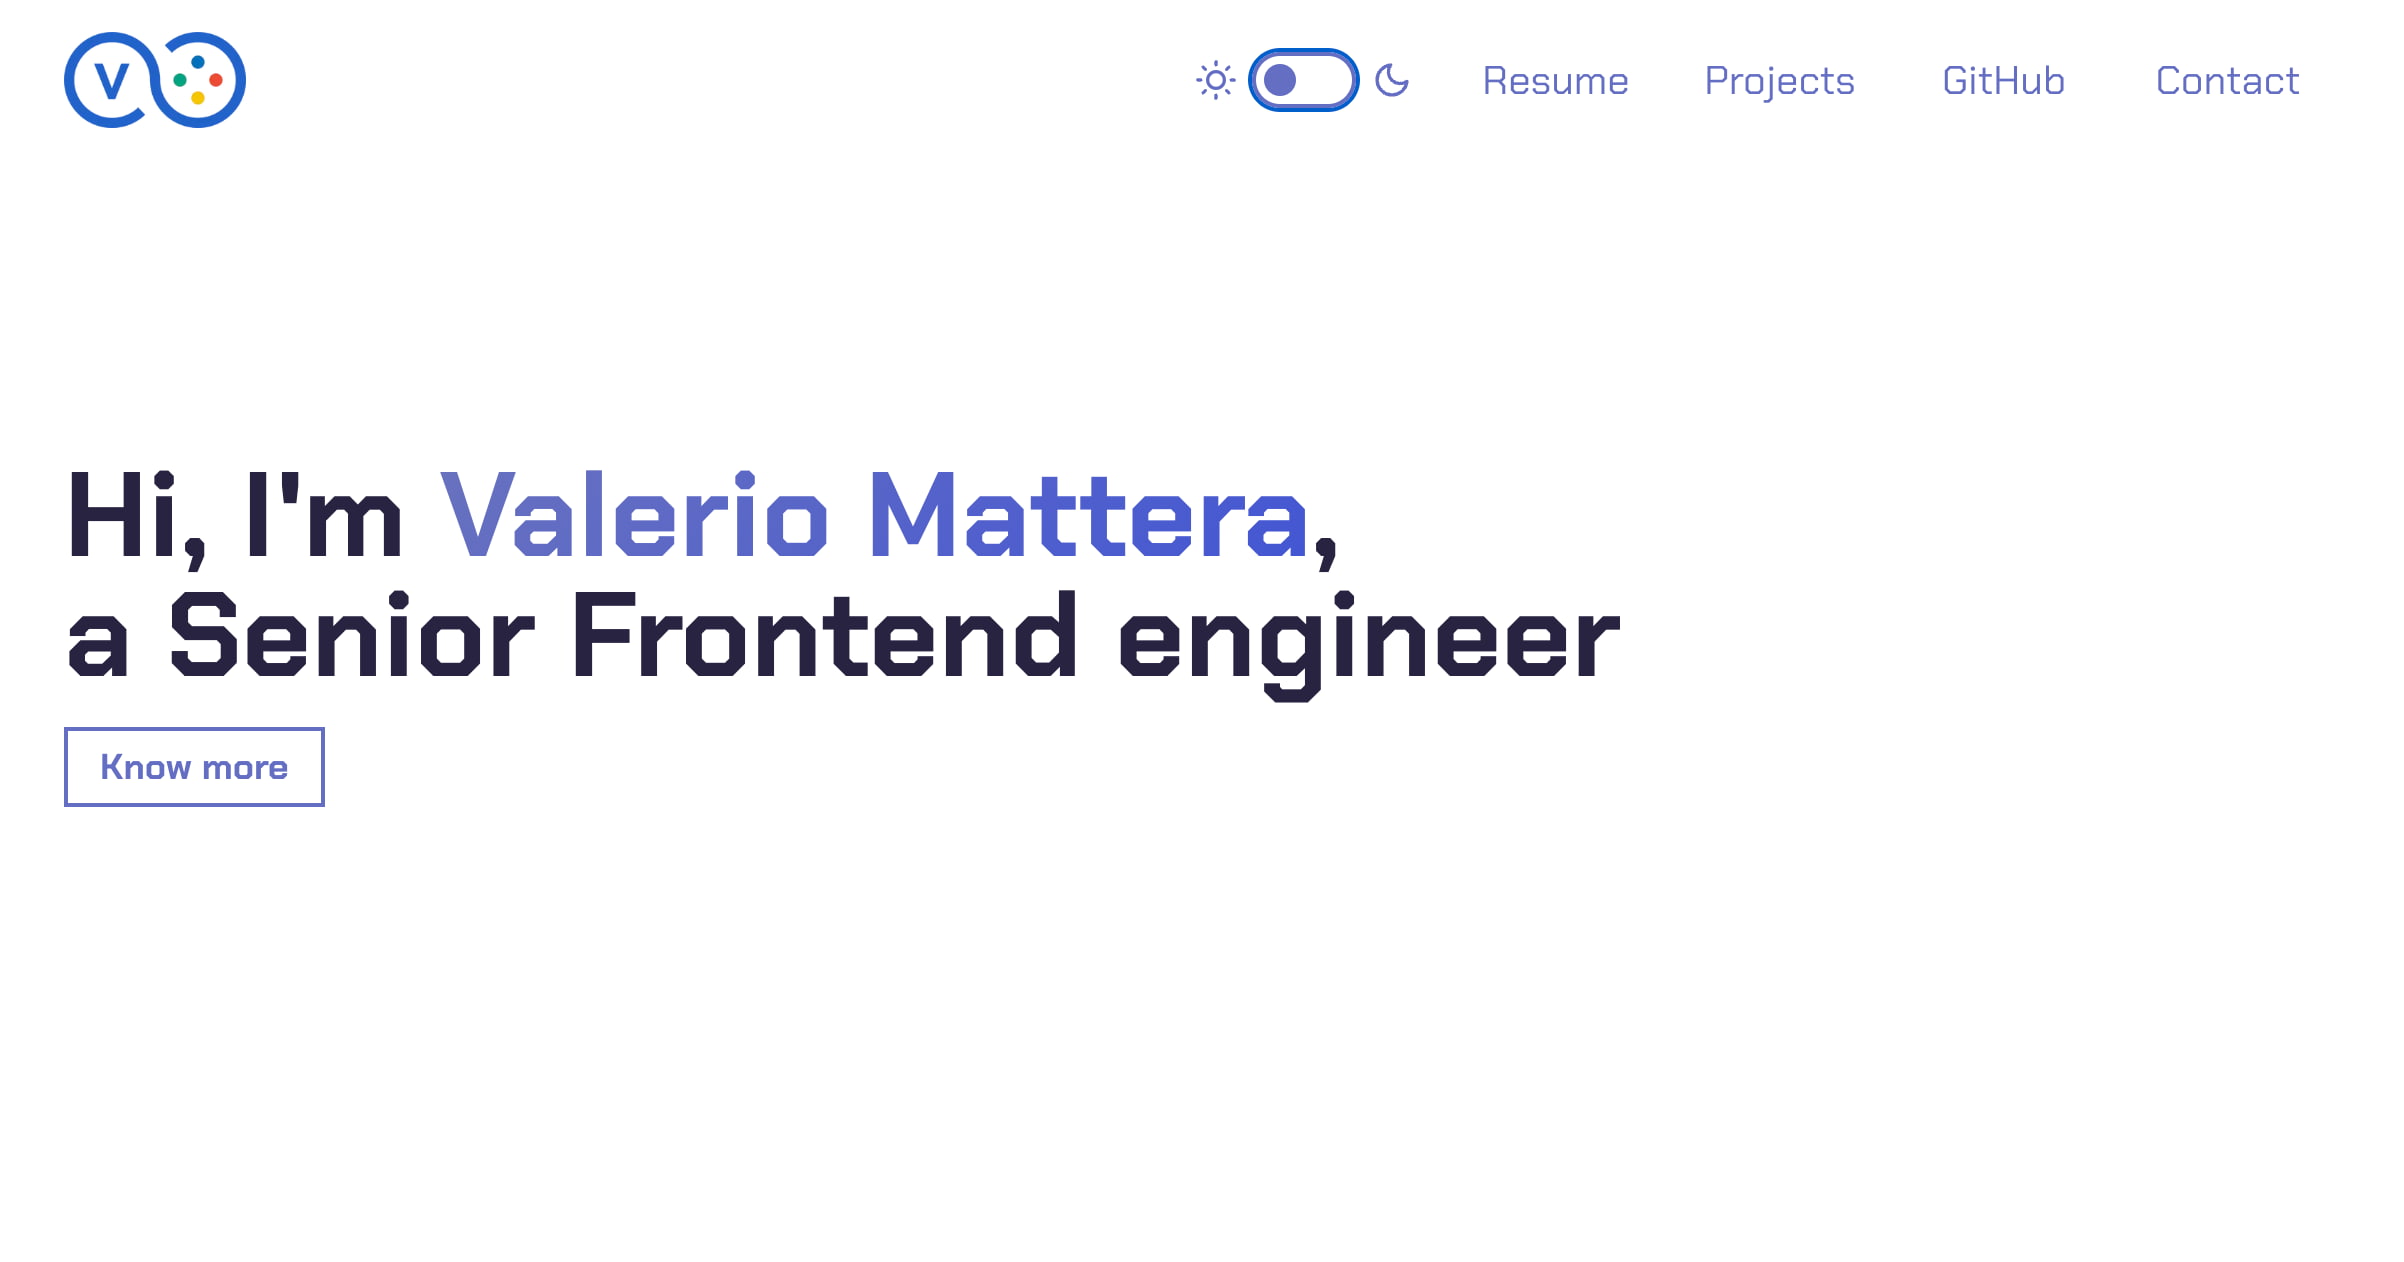 V
Resume
Projects
GitHub
Contact
Hi, I'm Valerio Mattera,
a Senior Frontend engineer
Know more